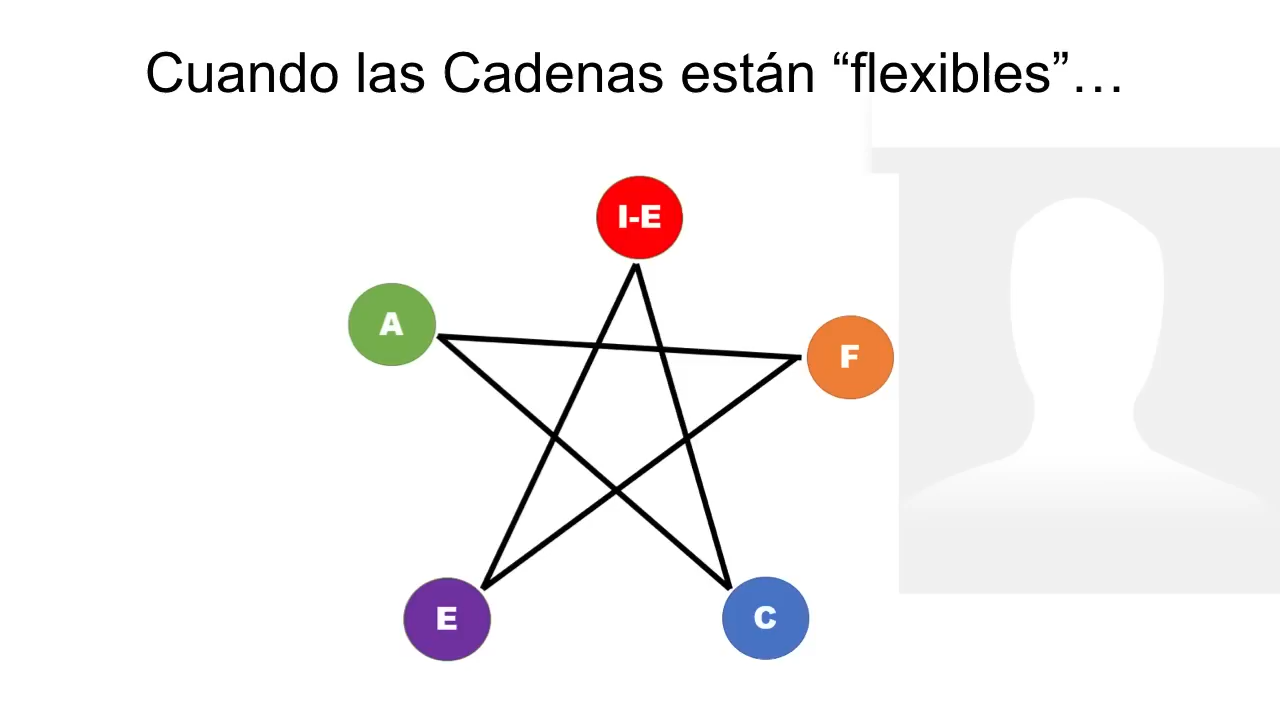 Cuando las Cadenas están “flexibles”…
I-E
A
F
E
C